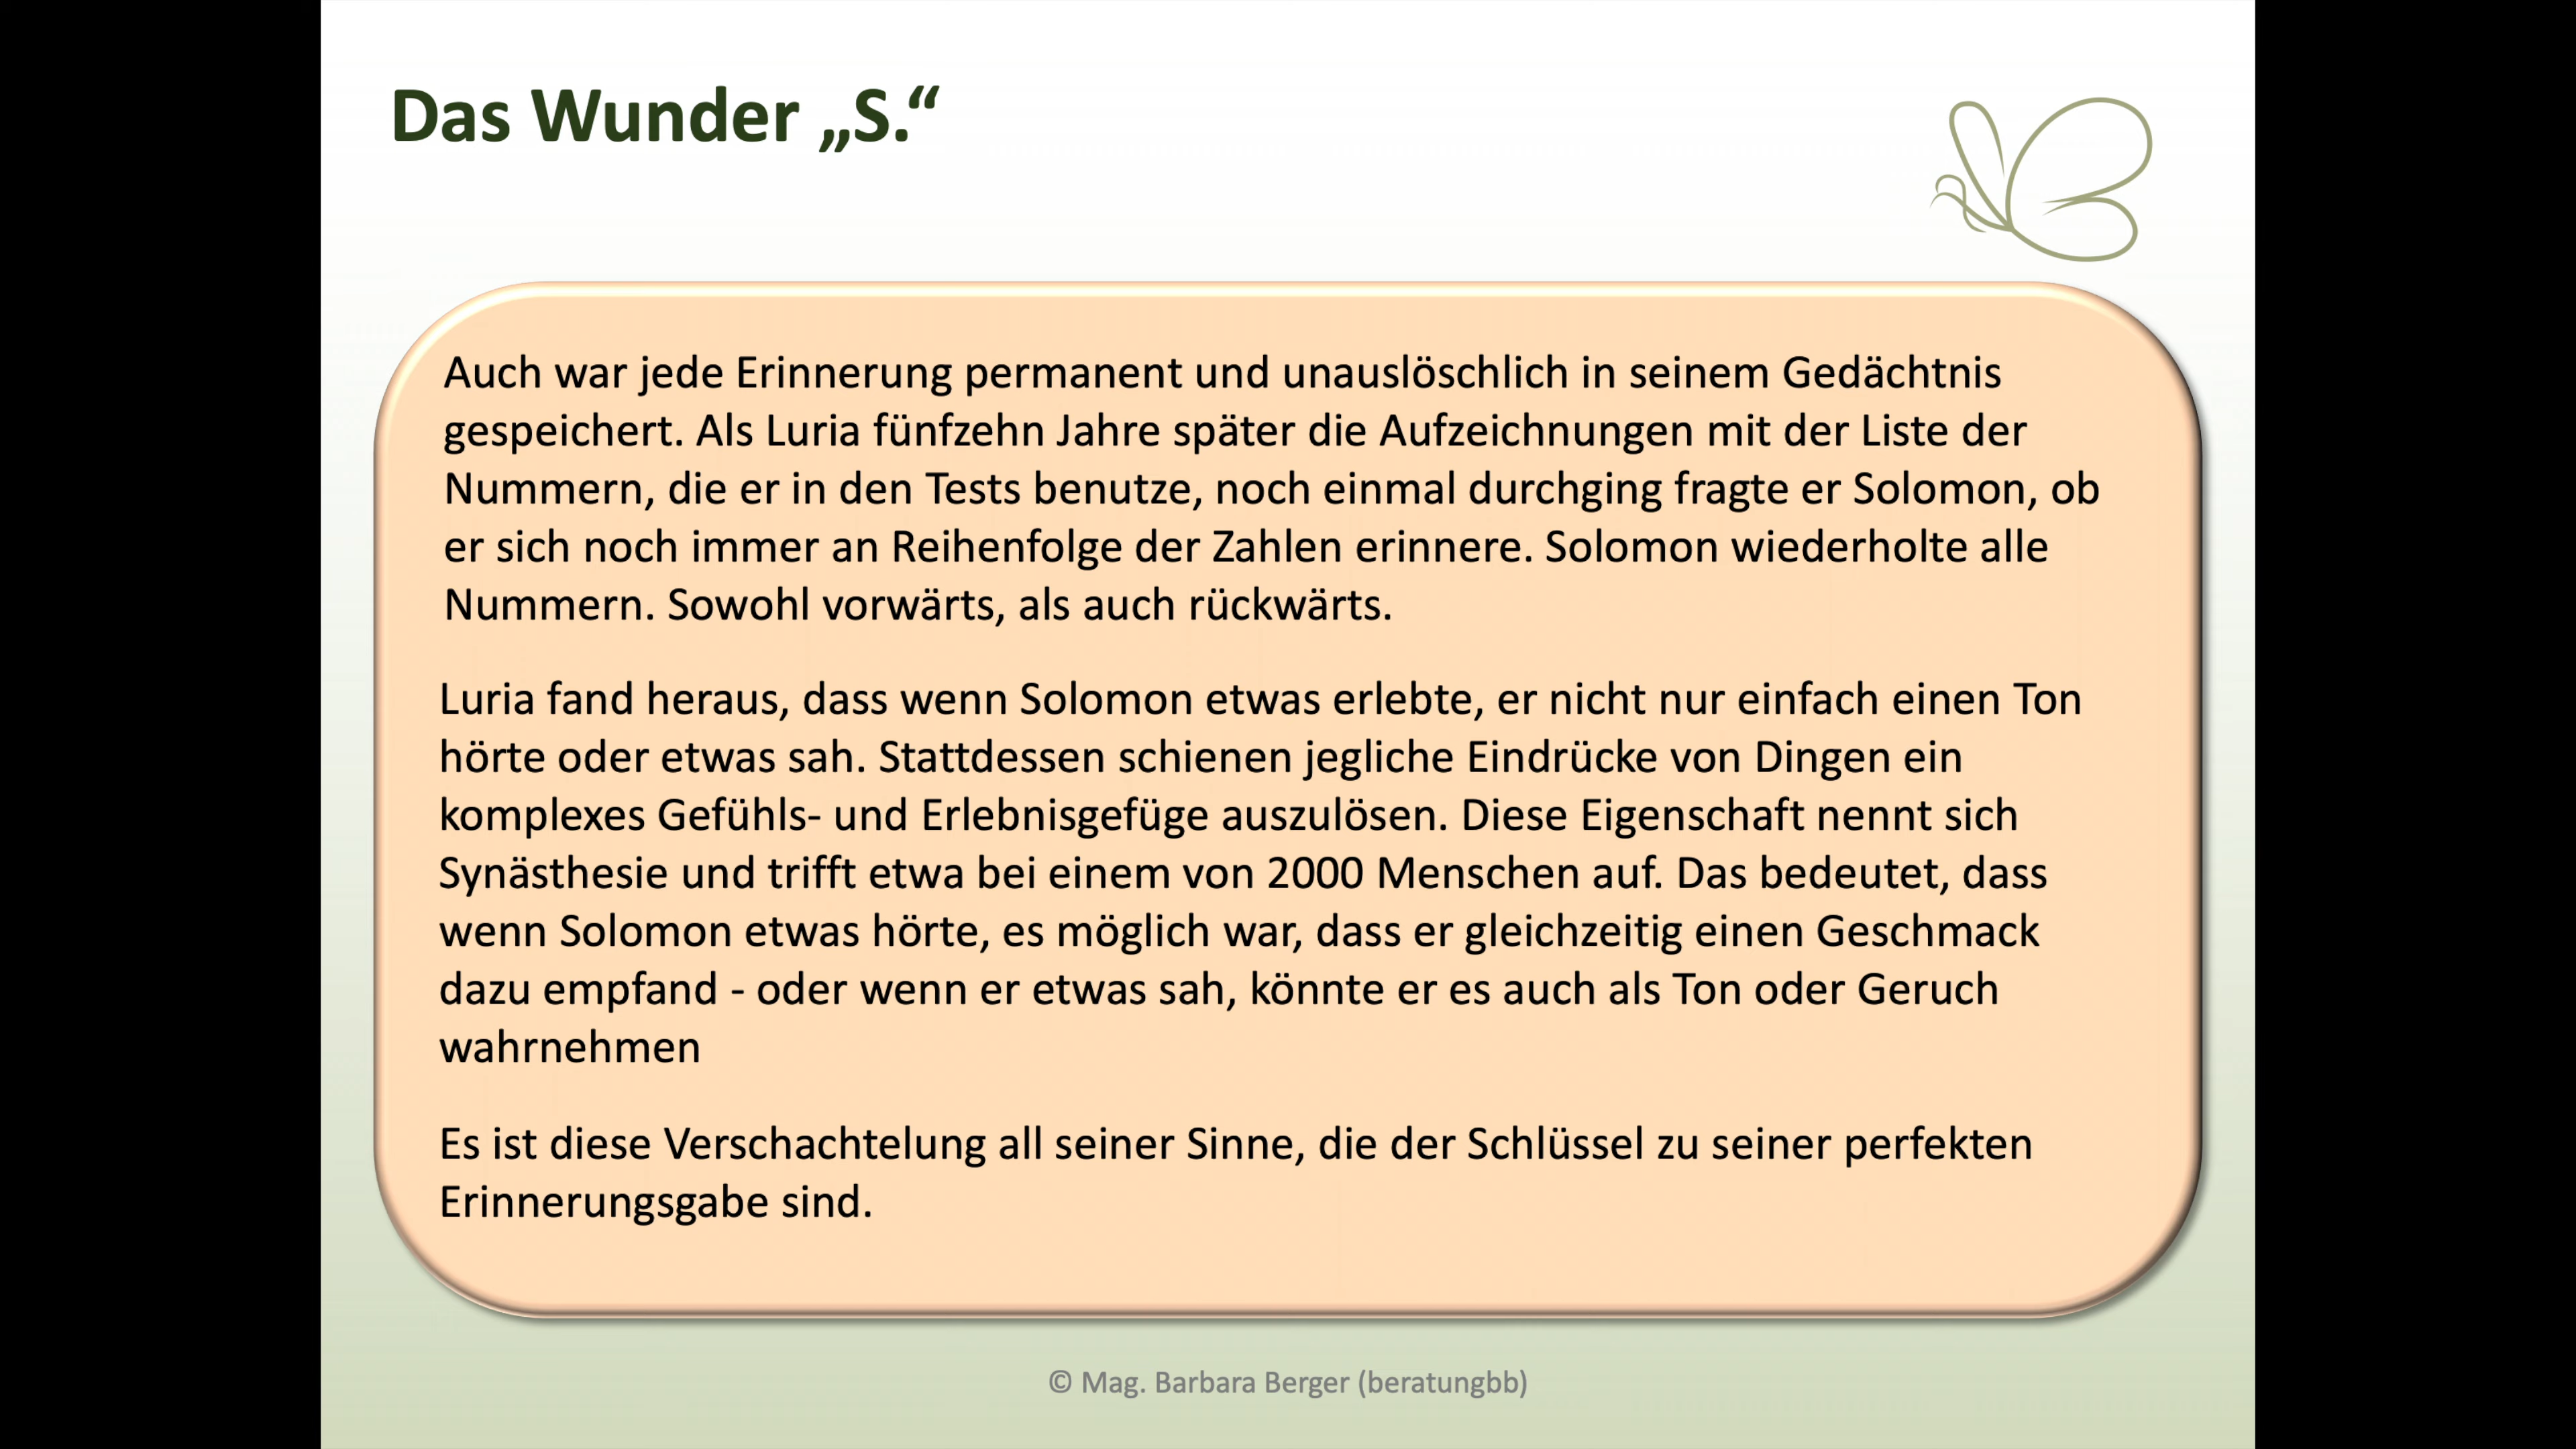 Das Wunder „S.“
Auch war jede Erinnerung permanent und unauslöschlich in seinem Gedächtnis
gespeichert. Als Luria fünfzehn Jahre später die Aufzeichnungen mit der Liste der
Nummern, die er in den Tests benutze, noch einmal durchging fragte er Solomon, ob
er sich noch immer an Reihenfolge der Zahlen erinnere. Solomon wiederholte alle
Nummern. Sowohl vorwärts, als auch rückwärts.
Luria fand heraus, dass wenn Solomon etwas erlebte, er nicht nur einfach einen Ton
hörte oder etwas sah. Stattdessen schienen jegliche Eindrücke von Dingen ein
komplexes Gefühls- und Erlebnisgefüge auszulösen. Diese Eigenschaft nennt sich
Synästhesie und trifft etwa bei einem von 2000 Menschen auf. Das bedeutet, dass
wenn Solomon etwas hörte, es möglich war, dass er gleichzeitig einen Geschmack
dazu empfand - oder wenn er etwas sah, könnte er es auch als Ton oder Geruch
wahrnehmen
Es ist diese Verschachtelung all seiner Sinne, die der Schlüssel zu seiner perfekten
Erinnerungsgabe sind.
© Mag. Barbara Berger (beratungbb)